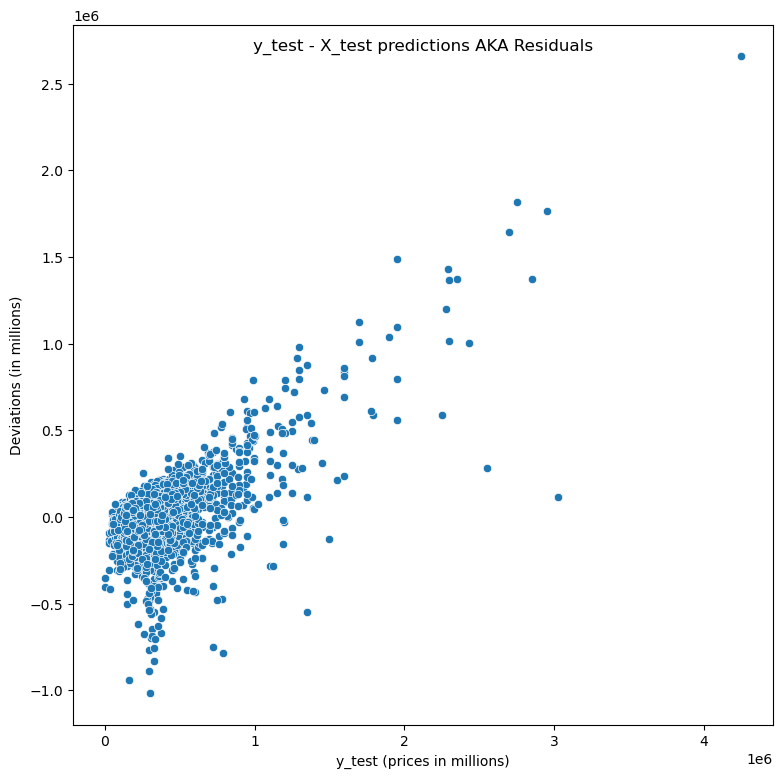 1e6
y_test - X_test predictions AKA Residuals
2.5
2.0
1.5
1.0
0.5
0.0
−0.5
−1.0
Deviations (in millions)
0 1 2 3 4
1e6
y_test (prices in millions)